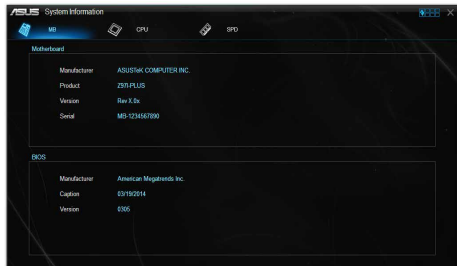 ASUS System Information
MB CPU SPD
Motherboard
Manufacturer ASUSTeK COMPUTER INC.
Product Z97I-PLUS
Version Rev X.0x
Serial MB-1234567890
BIOS
Manufacturer American Megatrends Inc.
Caption 03/19/2014
Version 0305